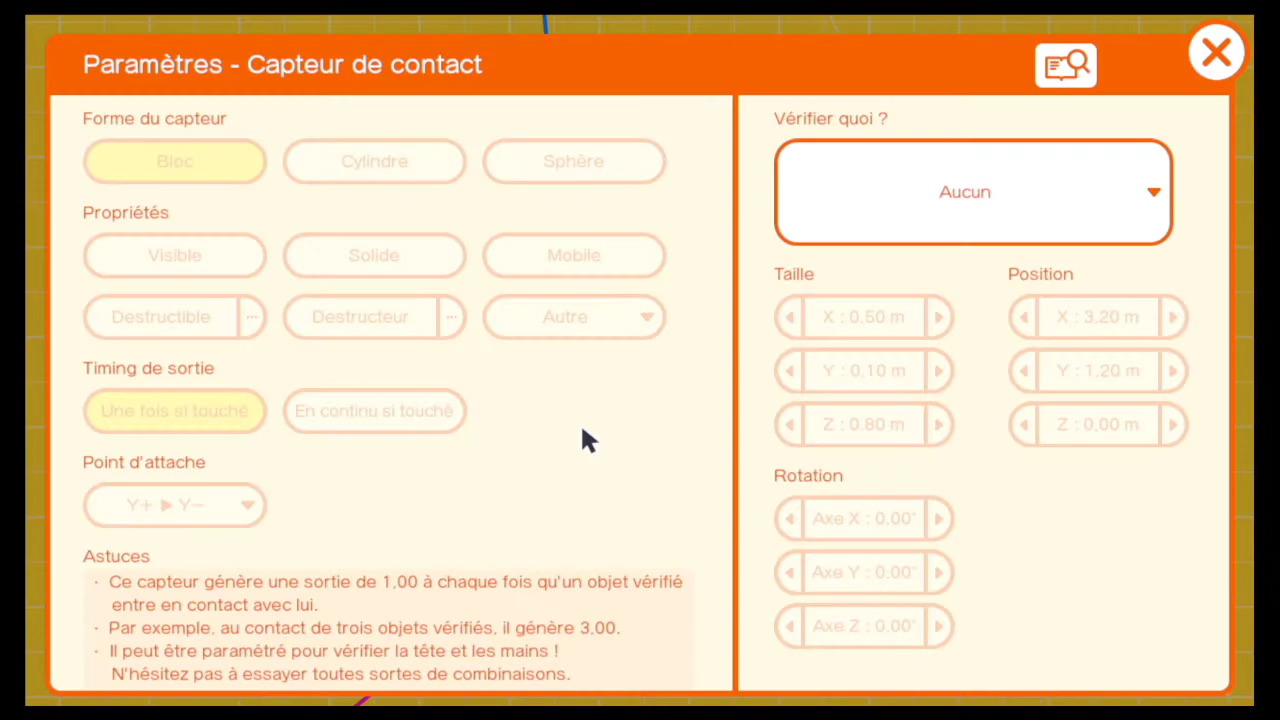 Paramètres - Capteur de contact
Forme du capteur
Bloc
Cylindre
Sphère
Propriétés
Visible
Solide
Mobile
Destructible
...
Destructeur
...
Autre
Timing de sortie
Une fois si touché
En continu si touché
Point d'attache
Y+ ▶ Y−
Astuces
· Ce capteur génère une sortie de 1,00 à chaque fois qu'un objet vérifié
entre en contact avec lui.
· Par exemple, au contact de trois objets vérifiés, il génère 3,00.
· Il peut être paramétré pour vérifier la tête et les mains !
N'hésitez pas à essayer toutes sortes de combinaisons.
Vérifier quoi ?
Aucun
Taille
X : 0,50 m
Y : 0,10 m
Z : 0,80 m
Position
X : 3,20 m
Y : 1,20 m
Z : 0,00 m
Rotation
Axe X : 0,00°
Axe Y : 0,00°
Axe Z : 0,00°